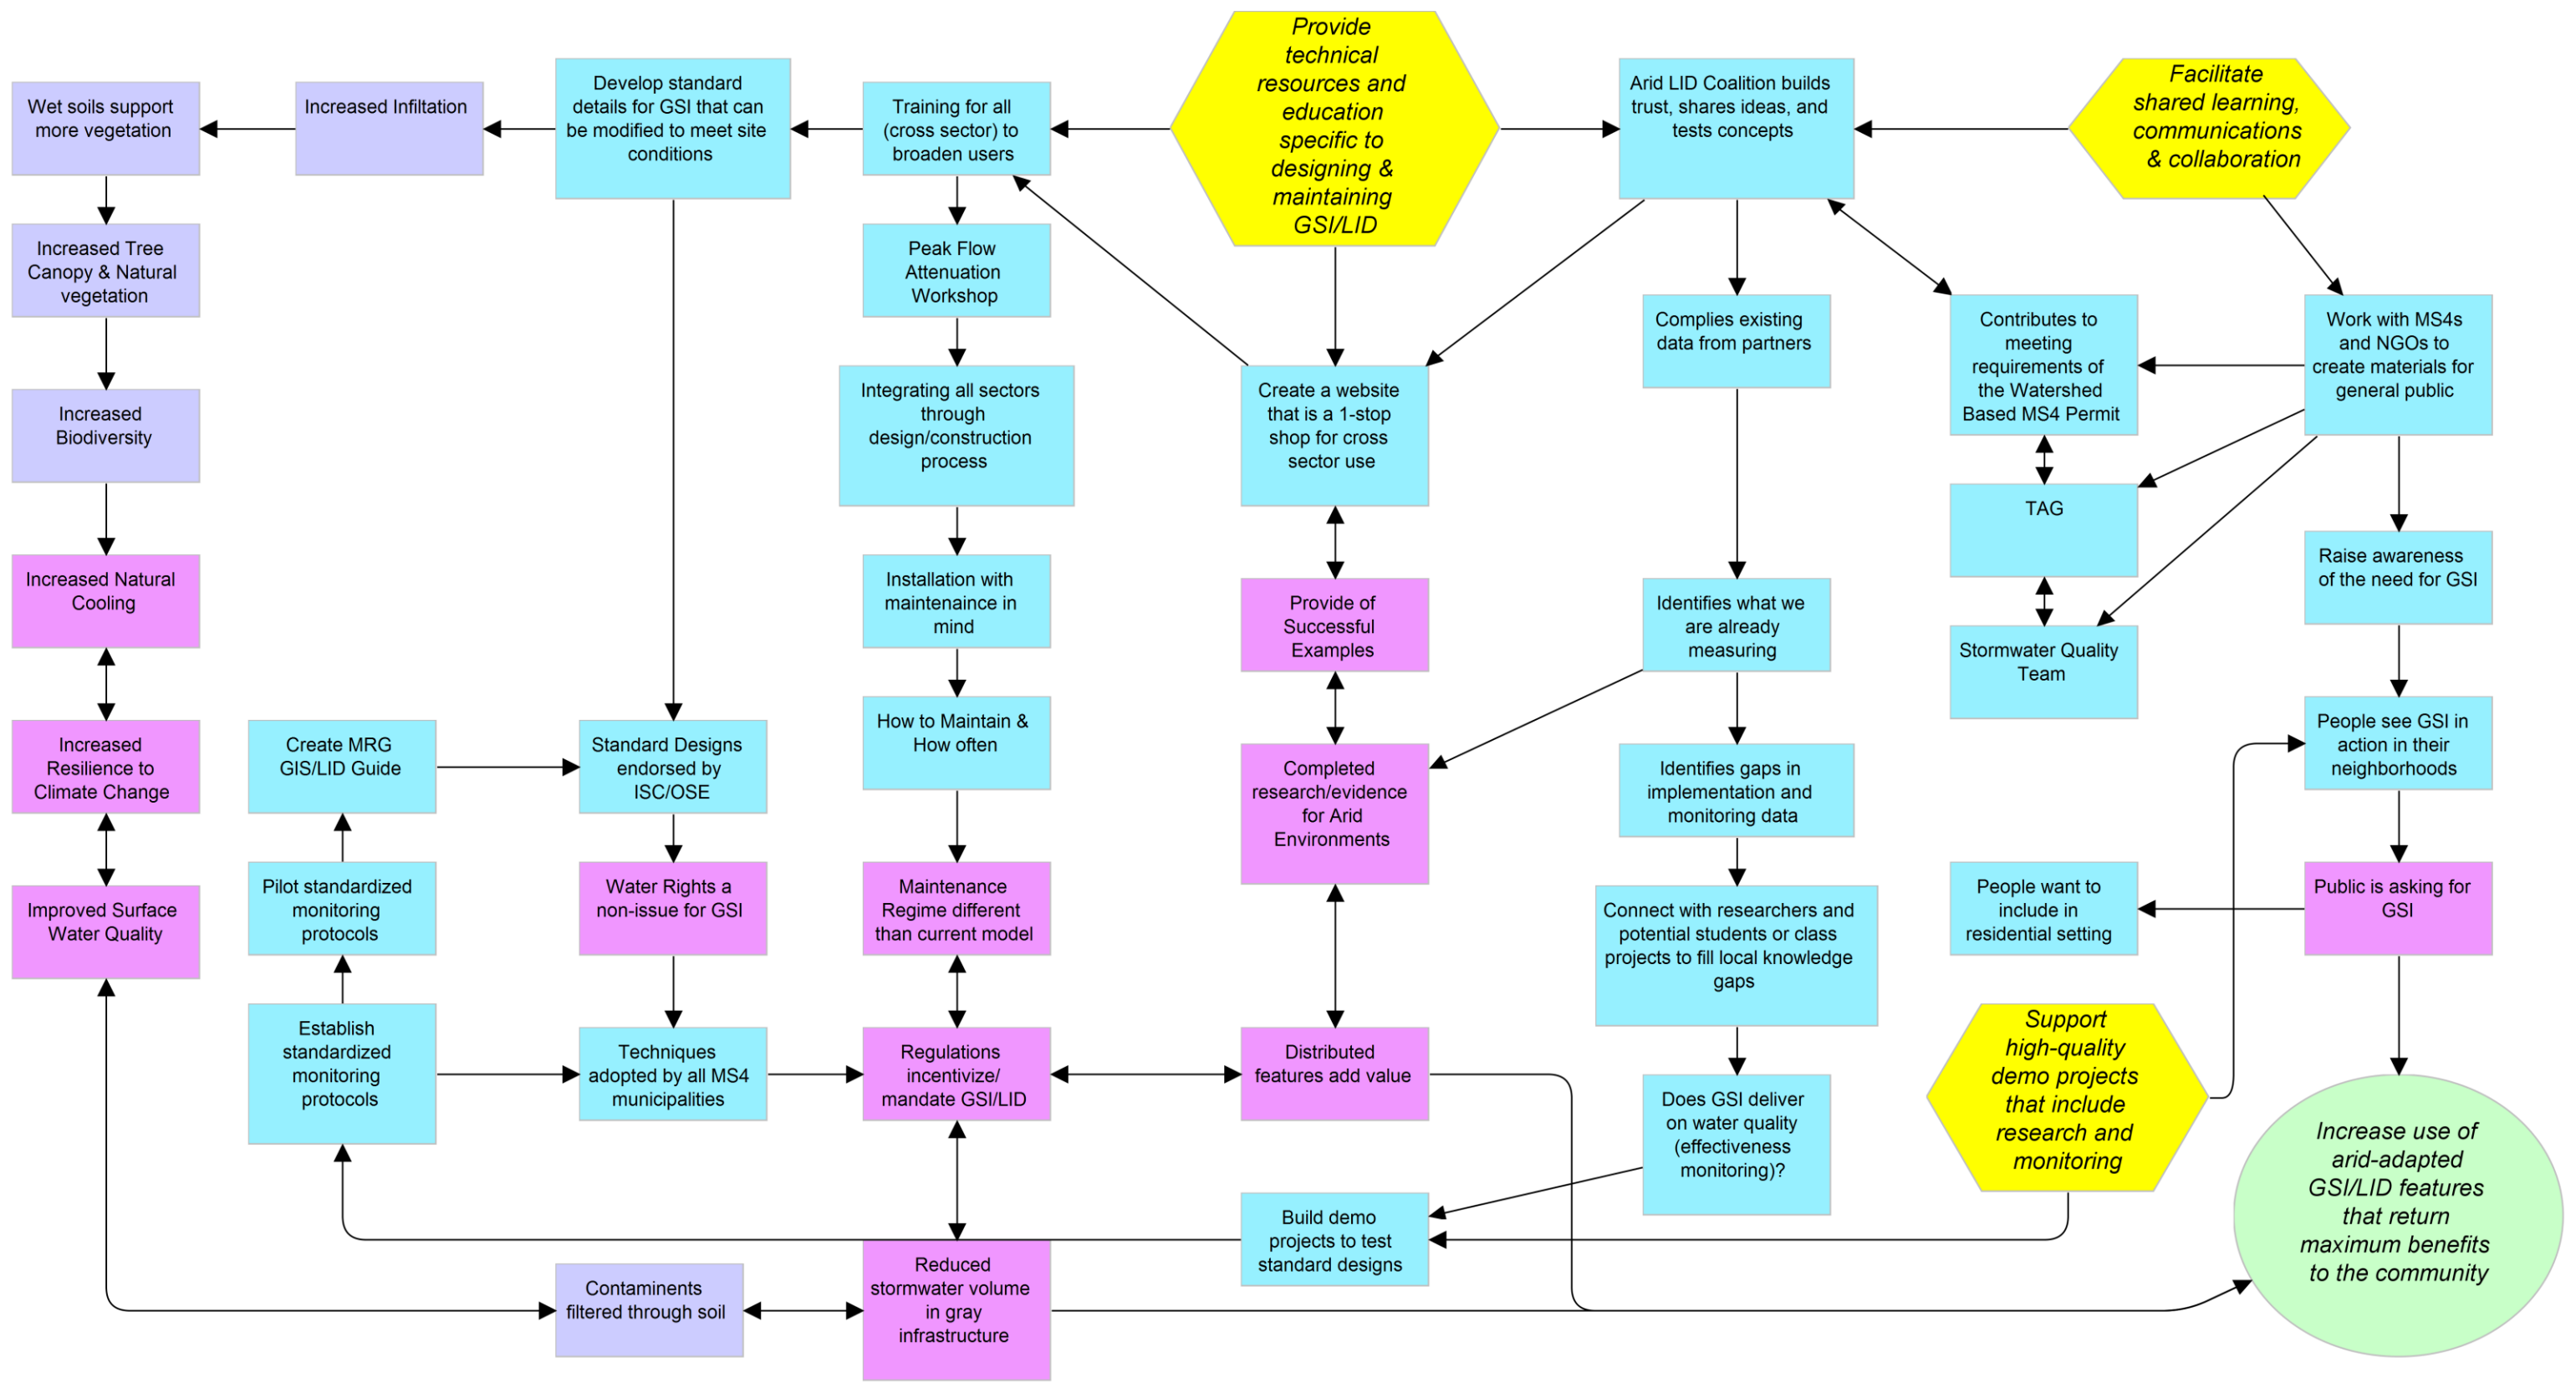 Provide
technical
resources and
education
specific to
designing &
maintaining
GSI/LID
Facilitate
shared learning,
communications
& collaboration
Wet soils support
more vegetation
Increased Infiltation
Develop standard
details for GSI that can
be modified to meet site
conditions
Training for all
(cross sector) to
broaden users
Arid LID Coalition builds
trust, shares ideas, and
tests concepts
Increased Tree
Canopy & Natural
vegetation
Peak Flow
Attenuation
Workshop
Complies existing
data from partners
Contributes to
meeting
requirements of
the Watershed
Based MS4 Permit
Work with MS4s
and NGOs to
create materials for
general public
Increased
Biodiversity
Integrating all sectors
through
design/construction
process
Create a website
that is a 1-stop
shop for cross
sector use
TAG
Raise awareness
of the need for GSI
Increased Natural
Cooling
Installation with
maintenaince in
mind
Provide of
Successful
Examples
Identifies what we
are already
measuring
Stormwater Quality
Team
Increased
Resilience to
Climate Change
Create MRG
GIS/LID Guide
Standard Designs
endorsed by
ISC/OSE
How to Maintain &
How often
Completed
research/evidence
for Arid
Environments
Identifies gaps in
implementation and
monitoring data
People see GSI in
action in their
neighborhoods
Improved Surface
Water Quality
Pilot standardized
monitoring
protocols
Water Rights a
non-issue for GSI
Maintenance
Regime different
than current model
Connect with researchers and
potential students or class
projects to fill local knowledge
gaps
People want to
include in
residential setting
Public is asking for
GSI
Establish
standardized
monitoring
protocols
Techniques
adopted by all MS4
municipalities
Regulations
incentivize/
mandate GSI/LID
Distributed
features add value
Does GSI deliver
on water quality
(effectiveness
monitoring)?
Support
high-quality
demo projects
that include
research and
monitoring
Increase use of
arid-adapted
GSI/LID features
that return
maximum benefits
to the community
Build demo
projects to test
standard designs
Contaminents
filtered through soil
Reduced
stormwater volume
in gray
infrastructure